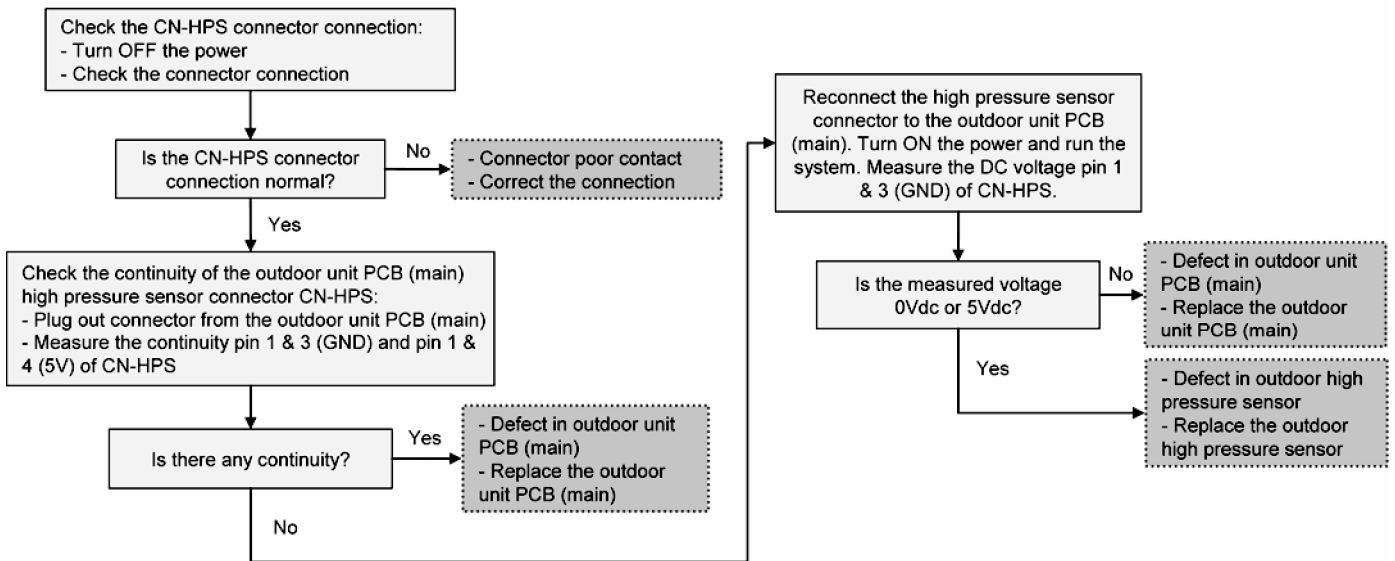 Check the CN-HPS connector connection:
- Turn OFF the power
- Check the connector connection
Is the CN-HPS connector
connection normal?
No
- Connector poor contact
- Correct the connection
Yes
Check the continuity of the outdoor unit PCB (main)
high pressure sensor connector CN-HPS:
- Plug out connector from the outdoor unit PCB (main)
- Measure the continuity pin 1 & 3 (GND) and pin 1 &
4 (5V) of CN-HPS
Is there any continuity?
Yes
- Defect in outdoor unit
PCB (main)
- Replace the outdoor
unit PCB (main)
No
Reconnect the high pressure sensor
connector to the outdoor unit PCB
(main). Turn ON the power and run the
system. Measure the DC voltage pin 1
& 3 (GND) of CN-HPS.
Is the measured voltage
0Vdc or 5Vdc?
No
- Defect in outdoor unit
PCB (main)
- Replace the outdoor
unit PCB (main)
Yes
- Defect in outdoor high
pressure sensor
- Replace the outdoor
high pressure sensor